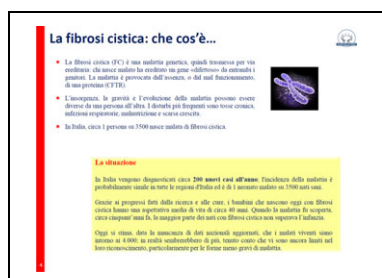 La fibrosi cistica: che cos'è...
La fibrosi cistica (FC) è una malattia genetica, quindi trasmessa per via
ereditaria: chi nasce malato ha ereditato un gene «difettoso» da entrambi i
genitori. La malattia è provocata dall'assenza, o dal mal funzionamento,
di una proteina (CFTR).
L'insorgenza, la gravità e l'evoluzione della malattia possono essere
diverse da una persona all'altra. I disturbi più frequenti sono tosse cronica,
infezioni respiratorie, malnutrizione e scarsa crescita.
In Italia, circa 1 persona su 3500 nasce malato di fibrosi cistica.
La situazione
In Italia vengono diagnosticati circa 200 nuovi casi all'anno: l'incidenza della malattia è
probabilmente simile in tutte le regioni d'Italia ed è di 1 neonato malato su 3500 nati sani.
Grazie ai progressi fatti dalla ricerca e alle cure, i bambini che nascono oggi con fibrosi
cistica hanno una aspettativa media di vita di circa 40 anni. Quando la malattia fu scoperta,
circa cinquant'anni fa, la maggior parte dei nati con fibrosi cistica non superava l'infanzia.
Oggi si stima, data la mancanza di dati nazionali aggiornati, che i malati viventi siano
intorno ai 4.000; in realtà sembrerebbero di più, tenuto conto che vi sono ancora limiti nel
loro riconoscimento, particolarmente per le forme meno gravi di malattia.